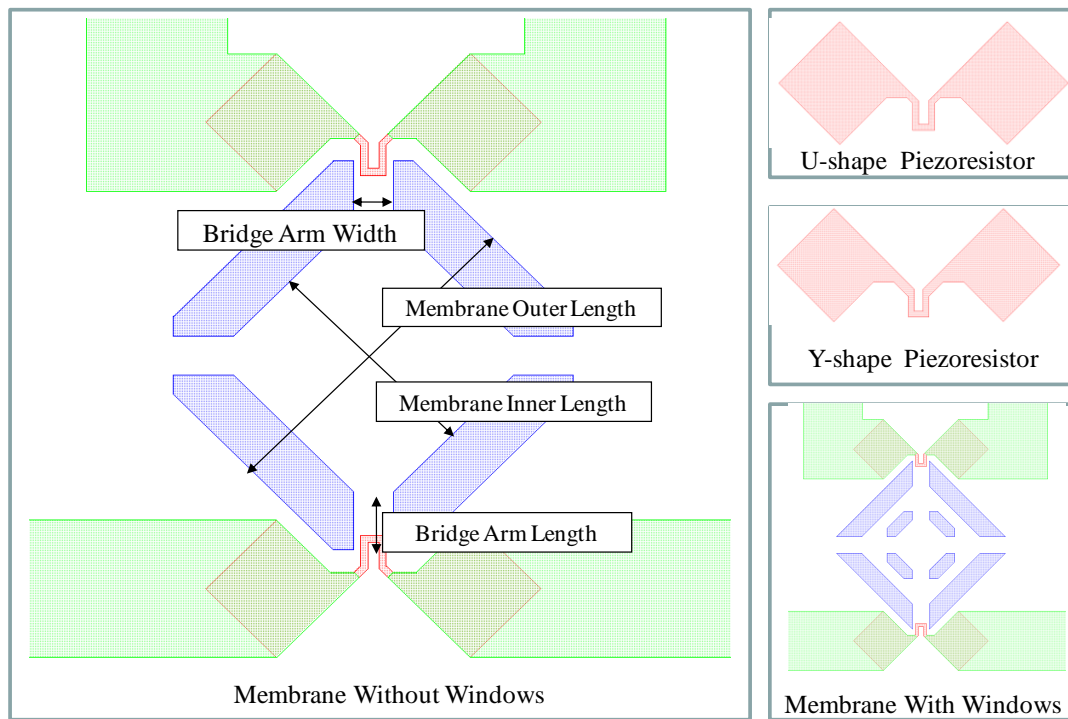 Bridge Arm Width
Membrane Outer Length
Membrane Inner Length
Bridge Arm Length
Membrane Without Windows
U-shape Piezoresistor
Y-shape Piezoresistor
Membrane With Windows